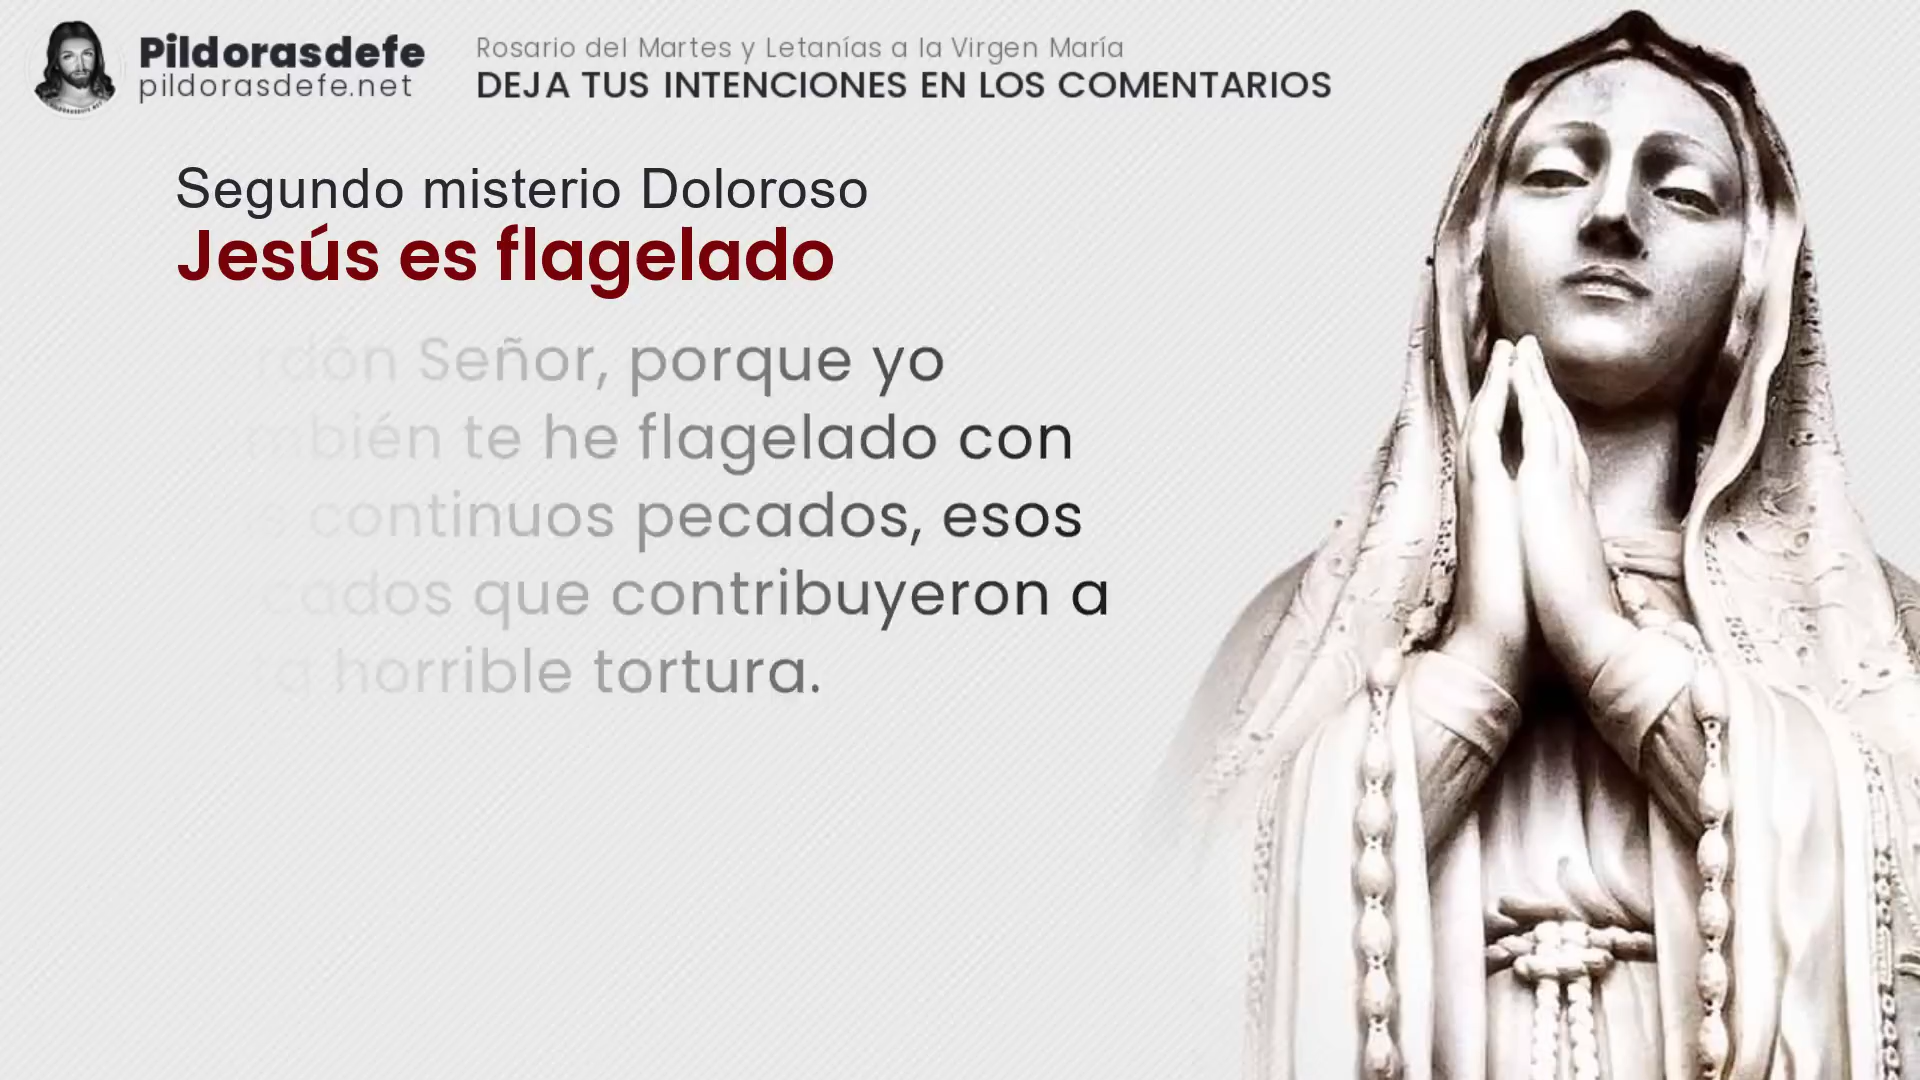 Pildorasdefe
pildorasdefe.net
Rosario del Martes y Letanías a la Virgen María
DEJA TUS INTENCIONES EN LOS COMENTARIOS
Segundo misterio Doloroso
Jesús es flagelado
Señor, porque yo
te he flagelado con
continuos pecados, esos
que contribuyeron a
horrible tortura.